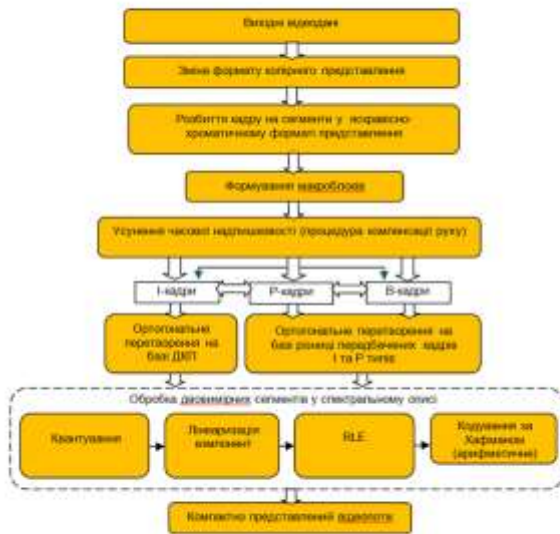 Вихідні відеодані
Зміна формату колірного представлення
Розбиття кадру на сегменти у яскравісно-
хроматичному форматі представлення
Формування макроблоків
Усунення часової надлишковості (процедура компенсації руху)
І-кадри
Р-кадри
В-кадри
Ортогональне
перетворення на
базі ДКП
Ортогональне перетворення на
базі різниці передбачених кадрів
І та Р типів
Обробка двовимірних сегментів у спектральному описі
Квантування
Лінеаризація
компонент
RLE
Кодування за
Хафманом
(арифметичне)
Компактно представлений відеопотік